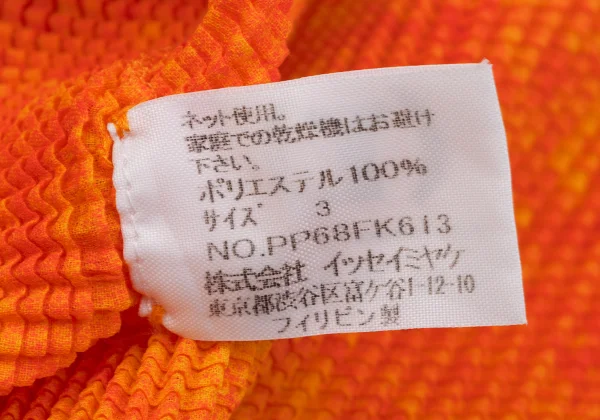 ネット使用。
家庭での乾燥機はお避け
下さい。
ポリエステル100%
サイズ 3
NO.PP68FK613
株式会社 イッセイミヤケ
東京都渋谷区富ケ谷1-12-10
フィリピン製